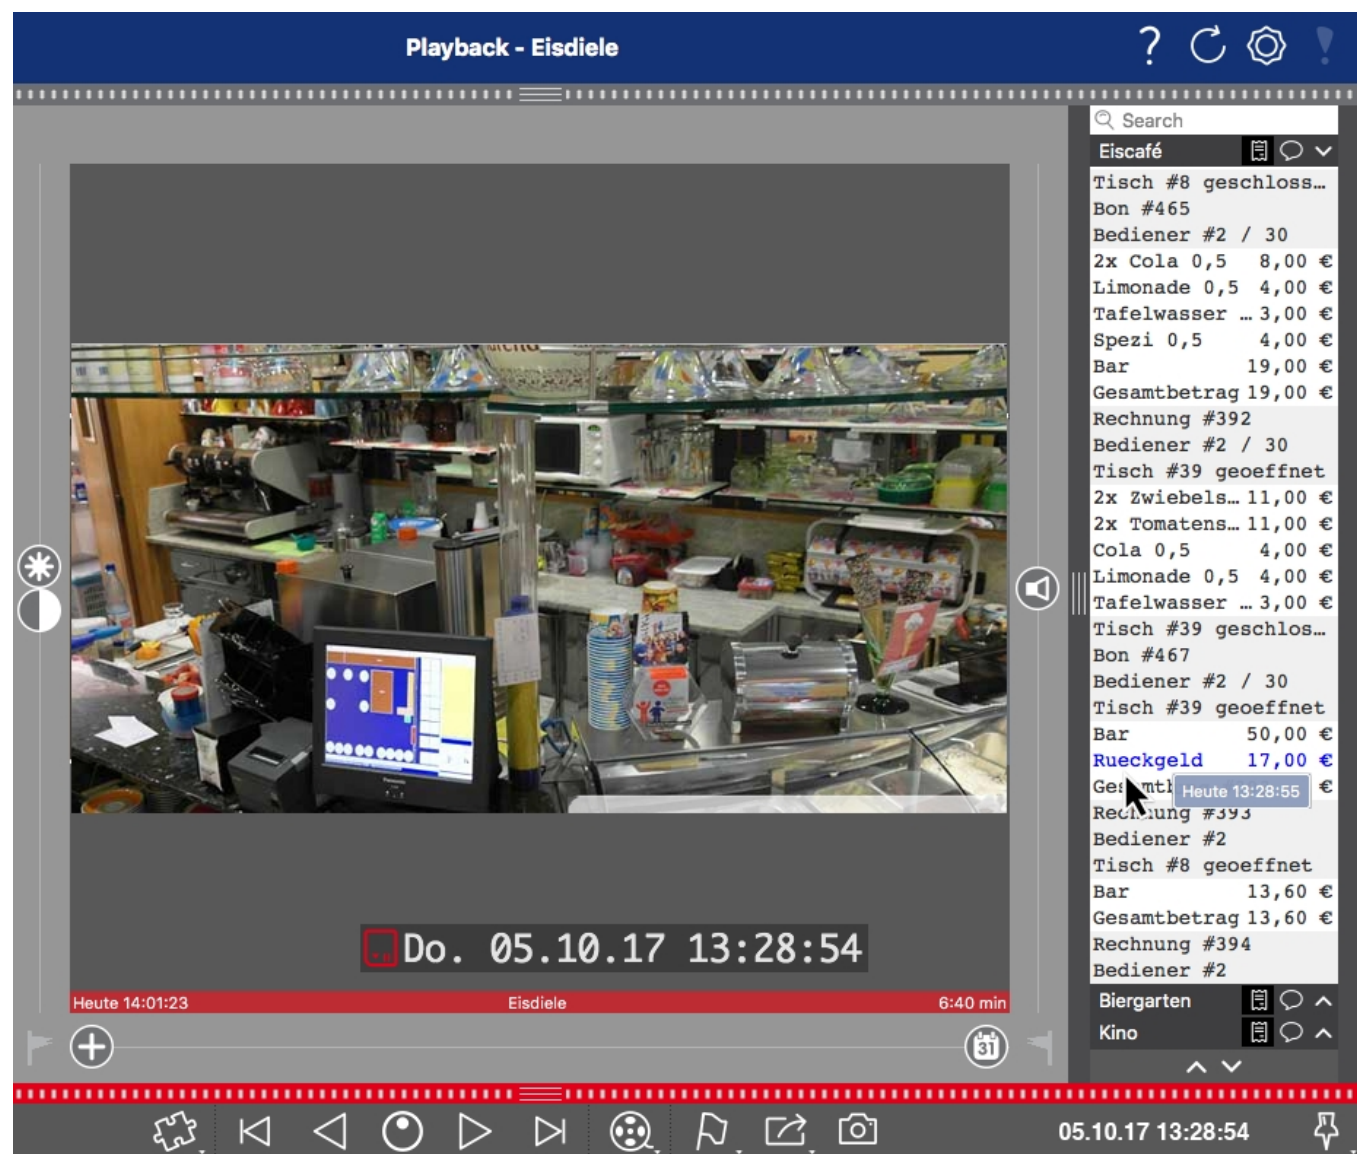 Playback - Eisdiele
Search
Eiscafé
Tisch #8 geschloss…
Bon #465
Bediener #2 / 30
2x Cola 0,5 8,00 €
Limonade 0,5 4,00 €
Tafelwasser … 3,00 €
Spezi 0,5 4,00 €
Bar 19,00 €
Gesamtbetrag 19,00 €
Rechnung #392
Bediener #2 / 30
Tisch #39 geoeffnet
2x Zwiebels… 11,00 €
2x Tomatens… 11,00 €
Cola 0,5 4,00 €
Limonade 0,5 4,00 €
Tafelwasser … 3,00 €
Tisch #39 geschlos…
Bon #467
Bediener #2 / 30
Tisch #39 geoeffnet
Bar 50,00 €
Rueckgeld 17,00 €
€
Heute 13:28:55
Rechnung #393
Bediener #2
Tisch #8 geoeffnet
Bar 13,60 €
Gesamtbetrag 13,60 €
Rechnung #394
Bediener #2
Biergarten
Kino
Do. 05.10.17 13:28:54
Heute 14:01:23 Eisdiele 6:40 min
31
05.10.17 13:28:54